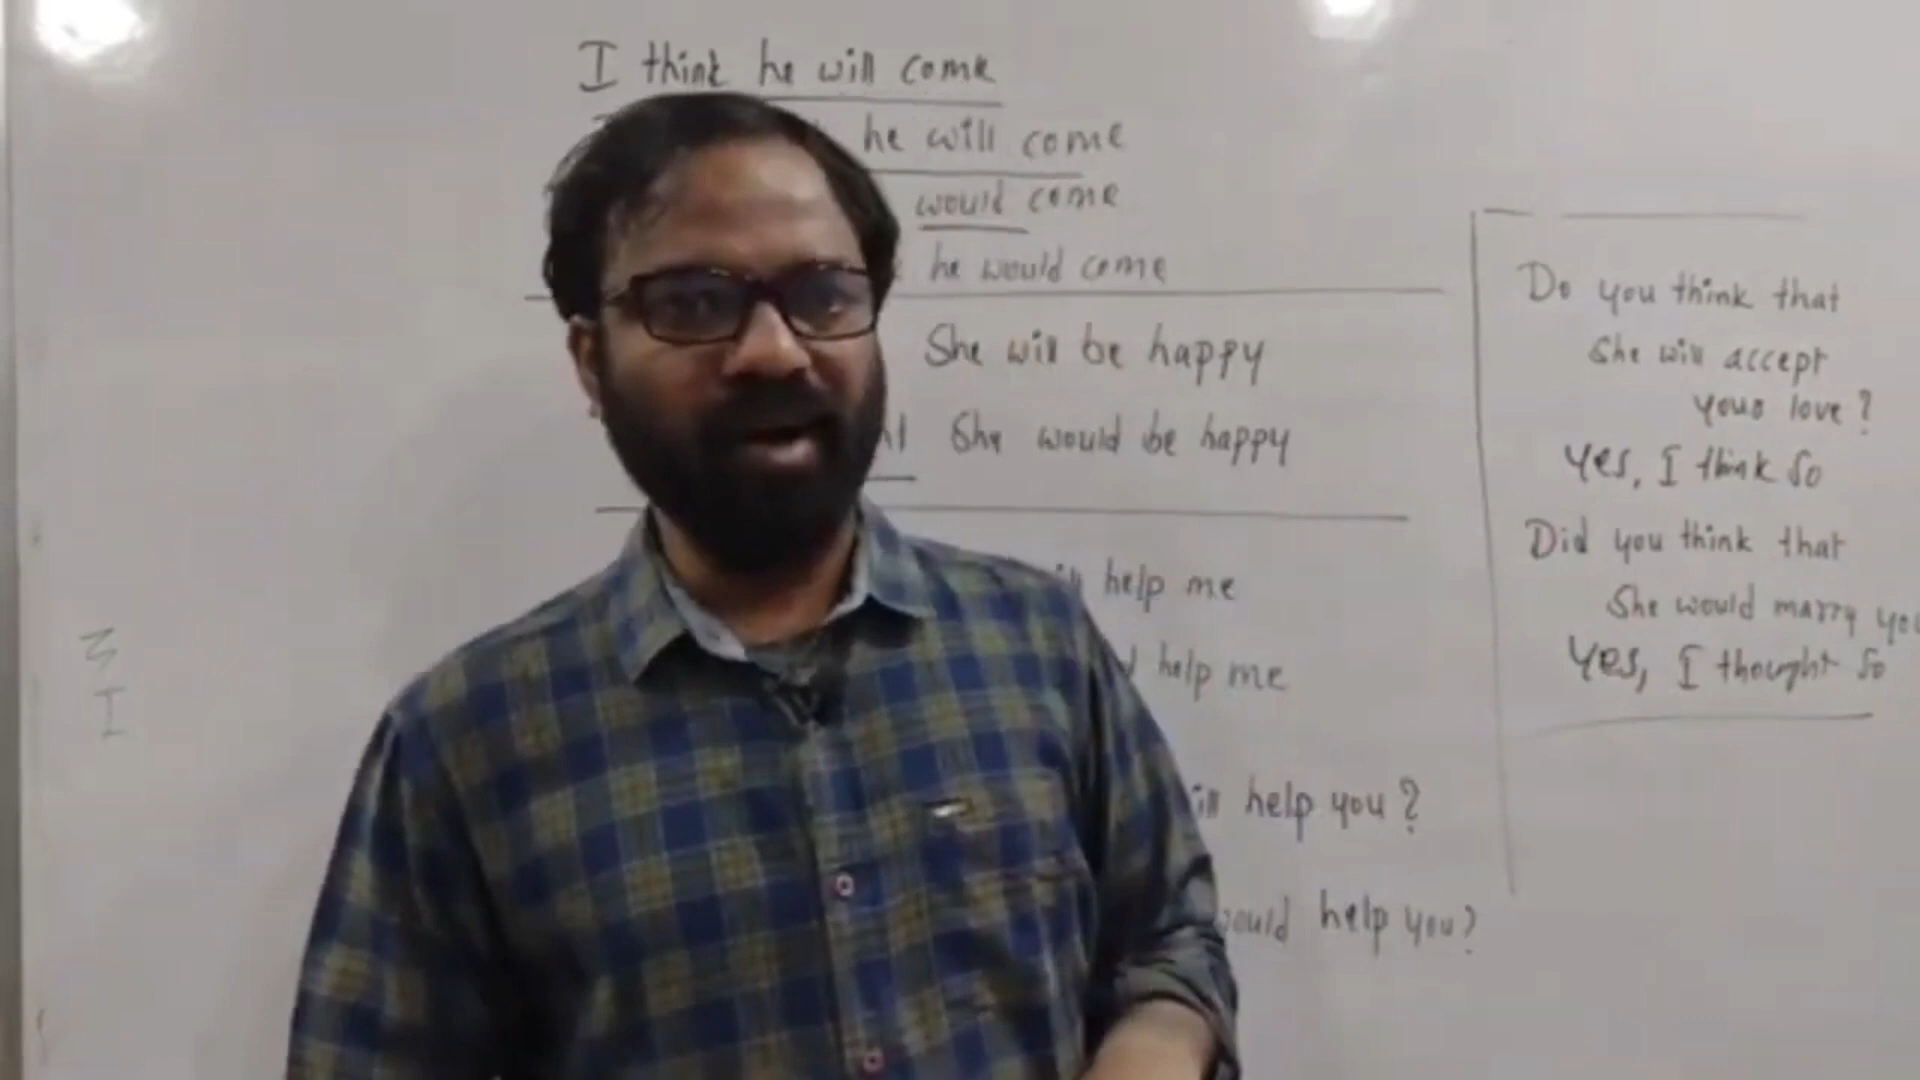 I think he will come
he will come
would come
he would come
She will be happy
She would be happy
help me
help me
help you?
would help you?
Do you think that
She will accept
your love?
Yes, I think So
Did you think that
She would marry you
Yes, I thought So